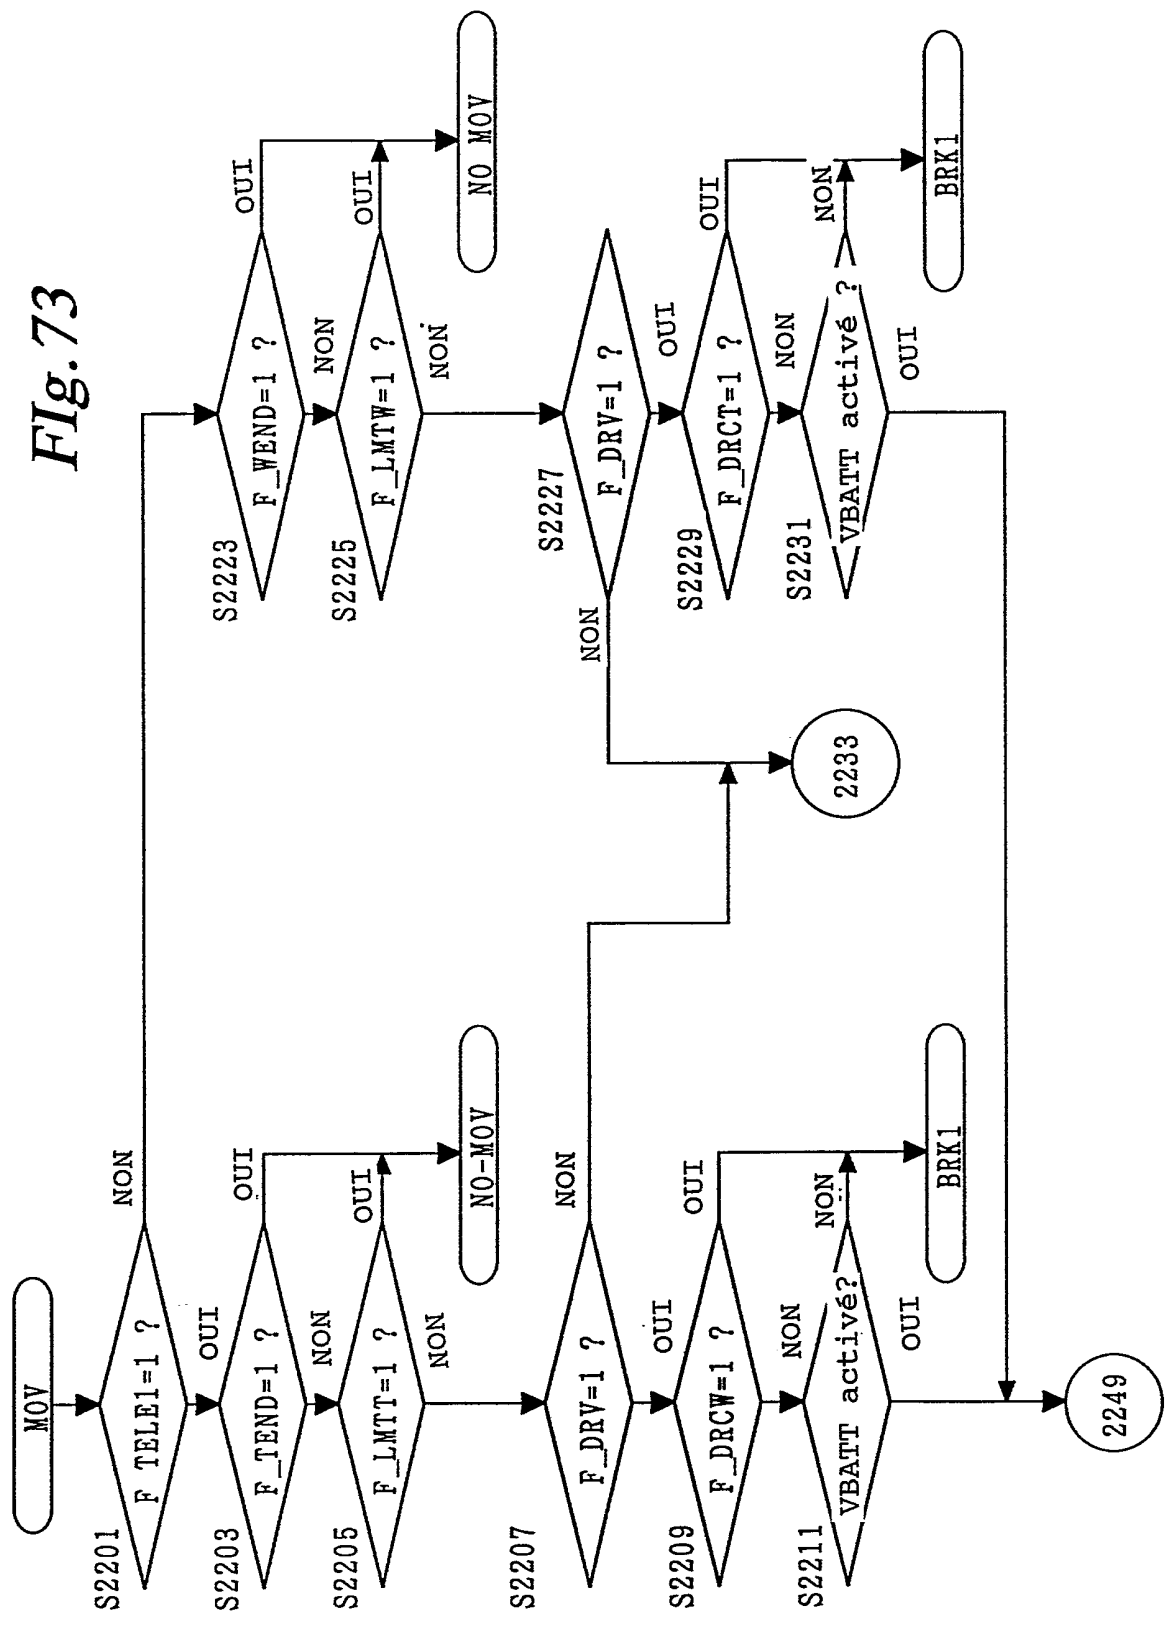 FIg.73
MOV
S2201
F TELE1=1 ?
NON
OUI
S2203
F_TEND=1 ?
OUI
NON
S2205
F_LMTT=1 ?
OUI
NON
NO-MOV
S2207
F_DRV=1 ?
NON
OUI
S2209
F_DRCW=1 ?
OUI
NON
S2211
VBATT activé?
NON
OUI
BRK1
2249
S2223
F_WEND=1 ?
OUI
NON
S2225
F_LMTW=1 ?
OUI
NON
NO MOV
S2227
F_DRV=1 ?
NON
OUI
2233
S2229
F_DRCT=1 ?
OUI
NON
S2231
VBATT activé ?
NON
OUI
BRK1